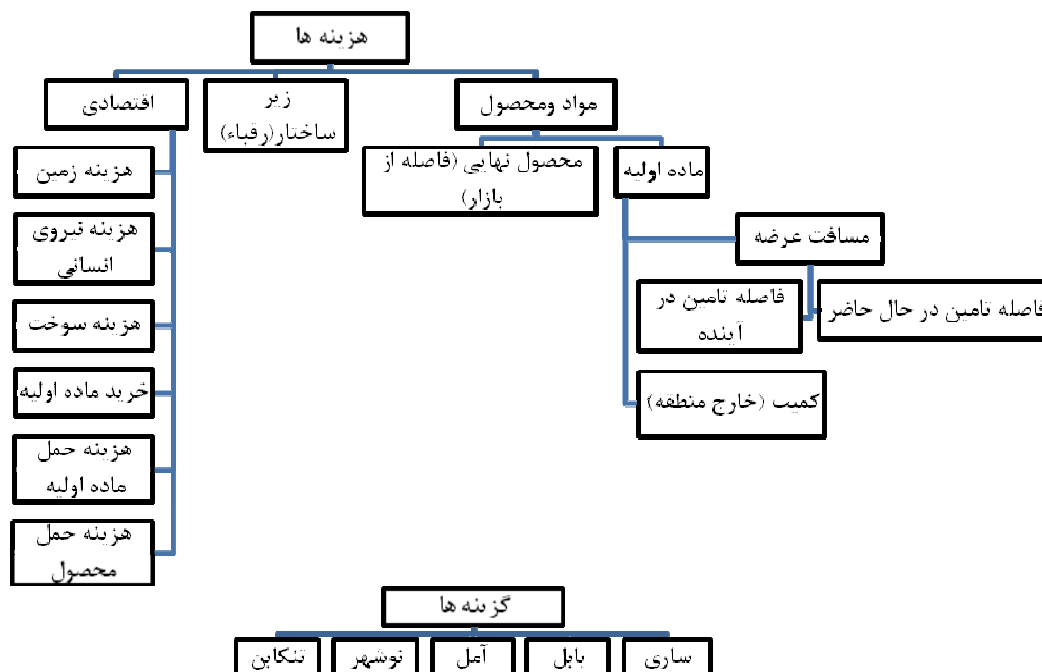 هزینه ها
مواد ومحصول
زیر
ساختار(رقباء)
اقتصادی
ماده اولیه
محصول نهایی (فاصله از
بازار)
مسافت عرضه
فاصله تامین در حال حاضر
فاصله تامین در
آینده
کمیت (خارج منطقه)
هزینه زمین
هزینه نیروی
انسانی
هزینه سوخت
خرید ماده اولیه
هزینه حمل
ماده اولیه
هزینه حمل
محصول
گزینه ها
ساری
بابل
آمل
نوشهر
تنکابن